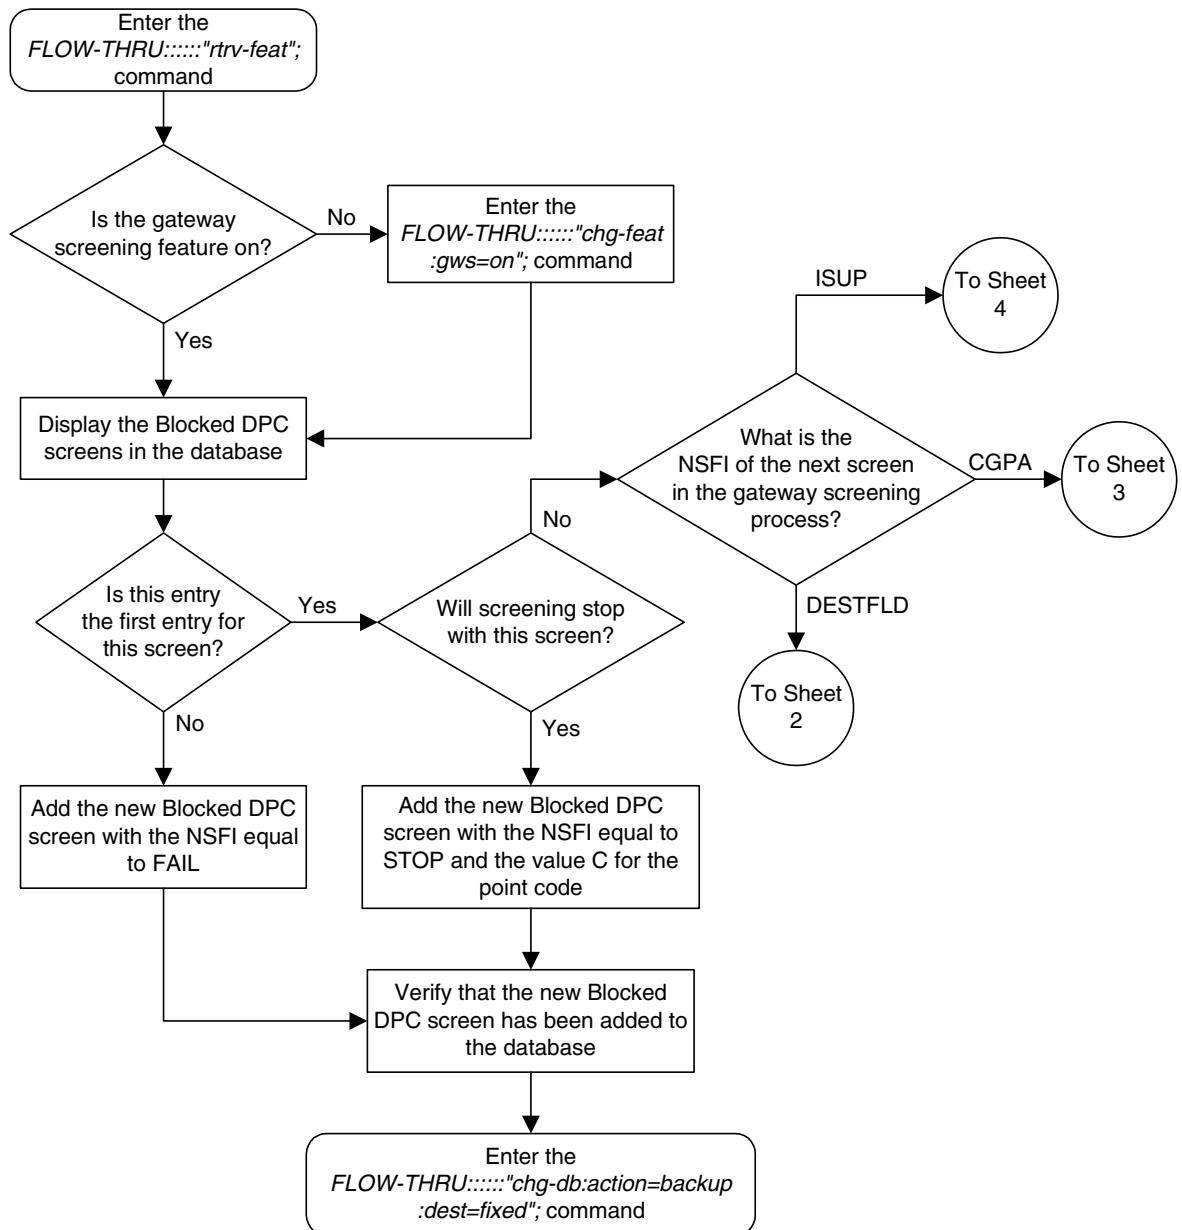 Enter the
FLOW-THRU::::::"rtrv-feat";
command
Is the gateway
screening feature on?
No
Enter the
FLOW-THRU::::::"chg-feat
:gws=on"; command
Yes
Display the Blocked DPC
screens in the database
ISUP
To Sheet
4
What is the
NSFI of the next screen
in the gateway screening
process?
CGPA
To Sheet
3
DESTFLD
To Sheet
2
Is this entry
the first entry for
this screen?
Yes
Will screening stop
with this screen?
No
No
Yes
Add the new Blocked DPC
screen with the NSFI equal
to FAIL
Add the new Blocked DPC
screen with the NSFI equal to
STOP and the value C for the
point code
Verify that the new Blocked
DPC screen has been added to
the database
Enter the
FLOW-THRU::::::"chg-db:action=backup
:dest=fixed"; command